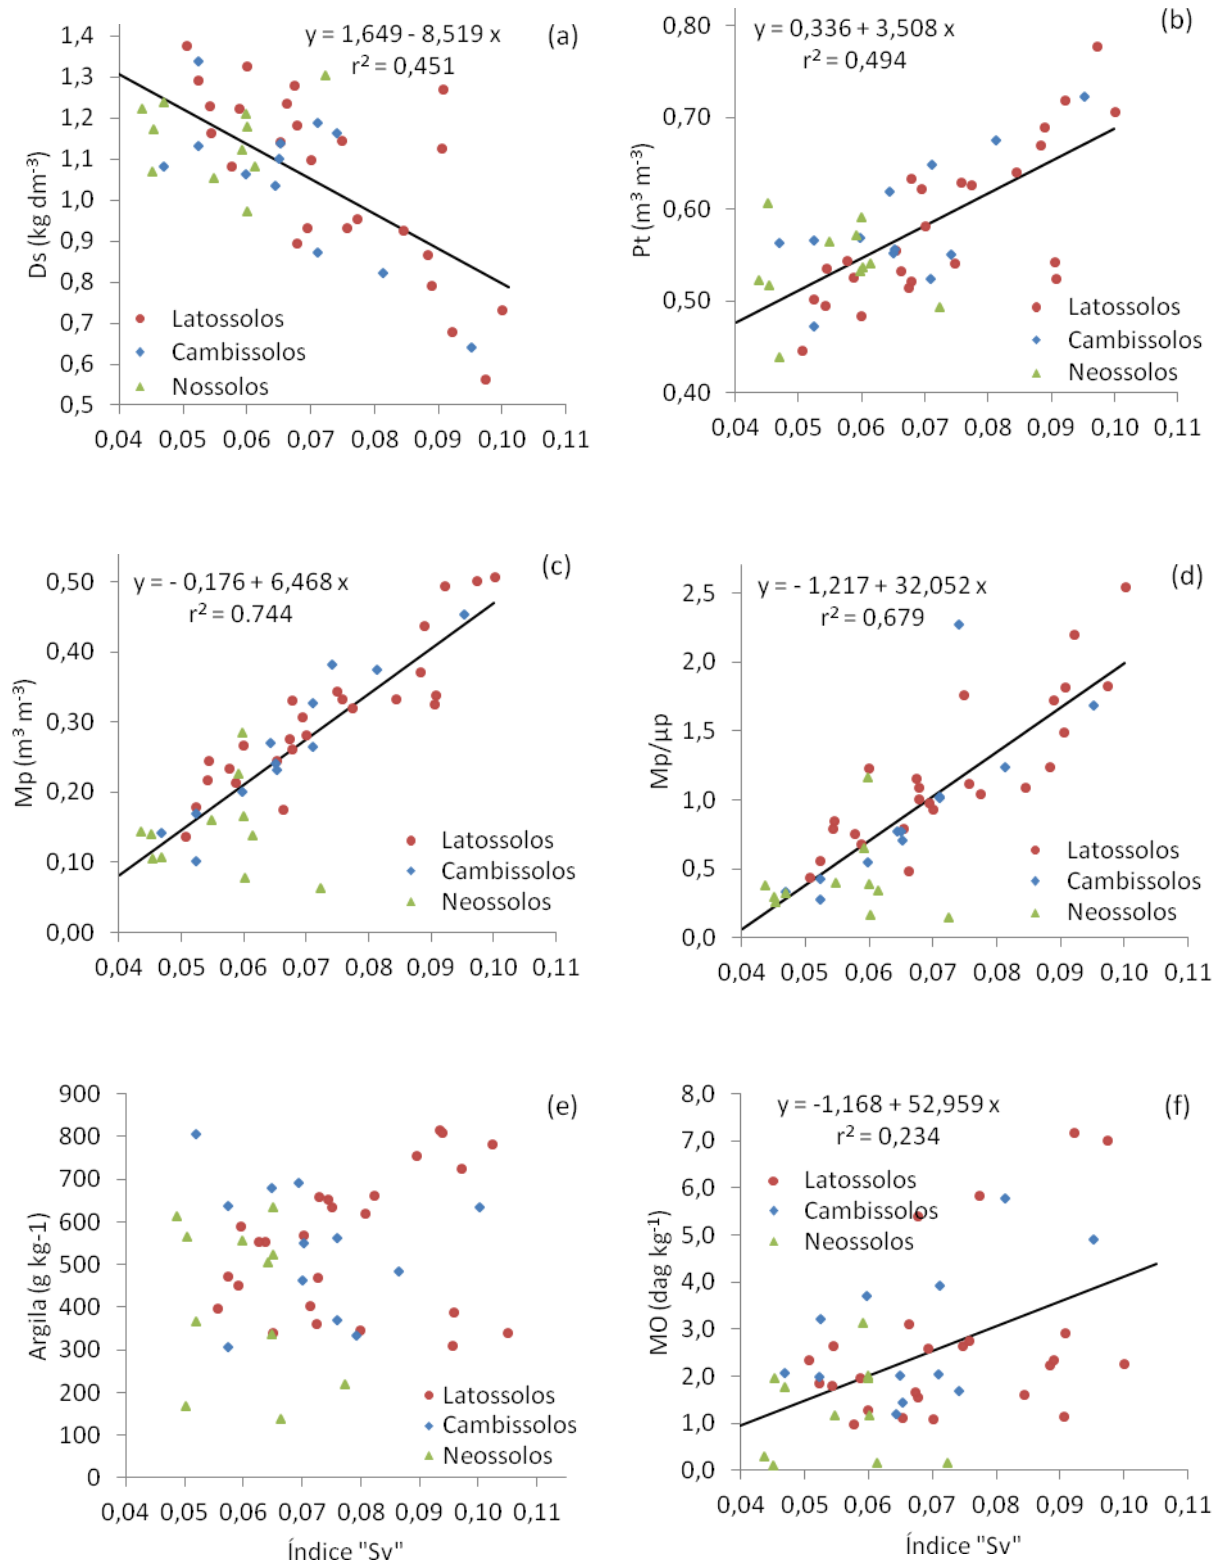 (a)
y = 1,649 - 8,519 x
r² = 0,451
1,4
1,3
1,2
1,1
1,0
0,9
0,8
0,7
0,6
0,5
Ds (kg dm⁻³)
Latossolos
Cambissolos
Nossolos
0,04 0,05 0,06 0,07 0,08 0,09 0,10 0,11
(b)
y = 0,336 + 3,508 x
r² = 0,494
0,80
0,70
0,60
0,50
0,40
Pt (m³ m⁻³)
Latossolos
Cambissolos
Neossolos
0,04 0,05 0,06 0,07 0,08 0,09 0,10 0,11
(c)
y = - 0,176 + 6,468 x
r² = 0.744
0,50
0,40
0,30
0,20
0,10
0,00
Mp (m³ m⁻³)
Latossolos
Cambissolos
Neossolos
0,04 0,05 0,06 0,07 0,08 0,09 0,10 0,11
(d)
y = - 1,217 + 32,052 x
r² = 0,679
2,5
2,0
1,5
1,0
0,5
0,0
Mp/µp
Latossolos
Cambissolos
Neossolos
0,04 0,05 0,06 0,07 0,08 0,09 0,10 0,11
(e)
900
800
700
600
500
400
300
200
100
0
Argila (g kg-1)
Latossolos
Cambissolos
Neossolos
0,04 0,05 0,06 0,07 0,08 0,09 0,10 0,11
Índice "Sv"
(f)
y = -1,168 + 52,959 x
r² = 0,234
8,0
7,0
6,0
5,0
4,0
3,0
2,0
1,0
0,0
MO (dag kg⁻¹)
Latossolos
Cambissolos
Neossolos
0,04 0,05 0,06 0,07 0,08 0,09 0,10 0,11
Índice "Sv"